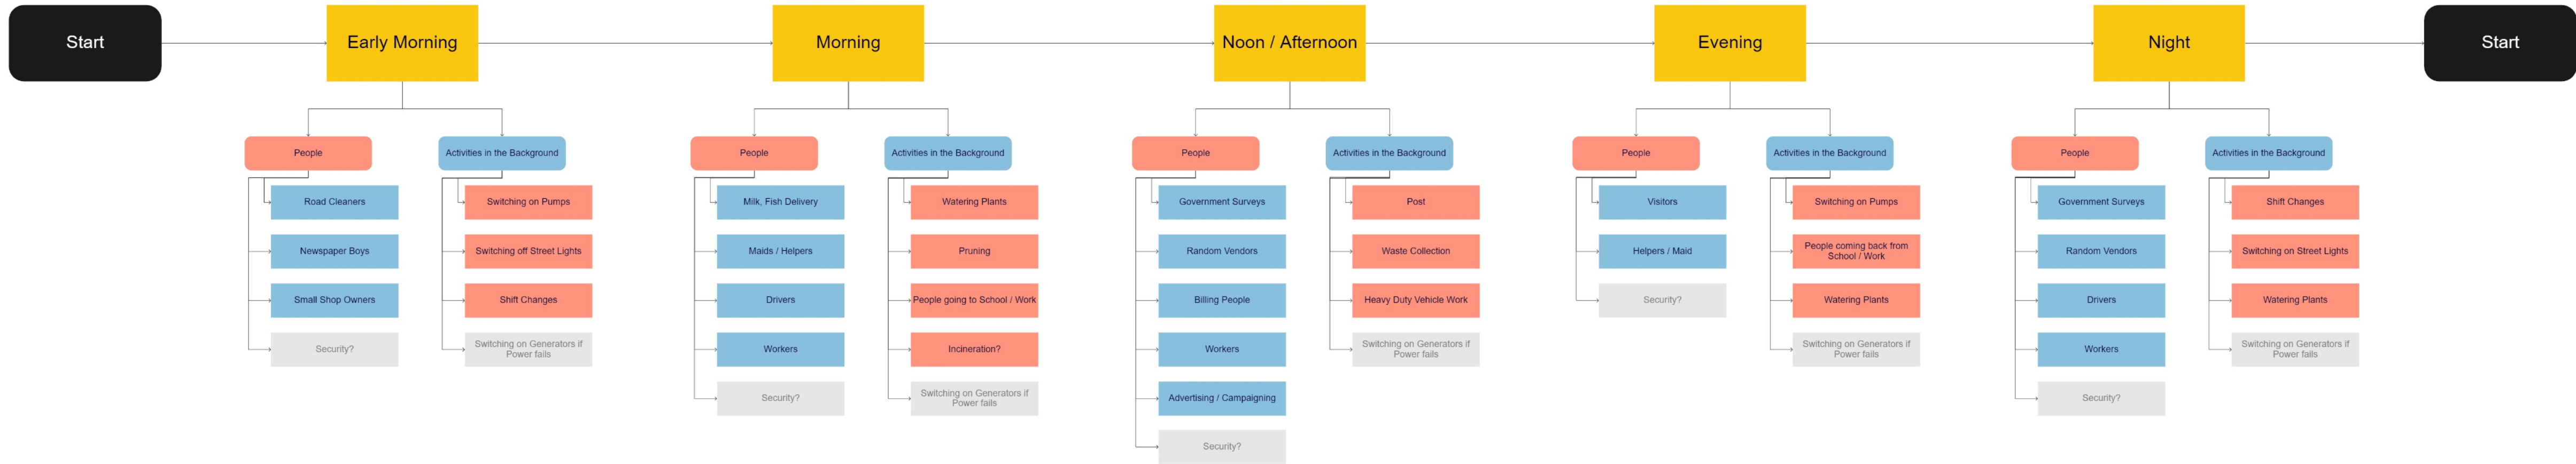 Start
Early Morning
Morning
Noon / Afternoon
Evening
Night
Start
People
Activities in the Background
Road Cleaners
Newspaper Boys
Small Shop Owners
Security?
Switching on Pumps
Switching off Street Lights
Shift Changes
Switching on Generators if
Power fails
People
Activities in the Background
Milk, Fish Delivery
Maids / Helpers
Drivers
Workers
Security?
Watering Plants
Pruning
People going to School / Work
Incineration?
Switching on Generators if
Power fails
People
Activities in the Background
Government Surveys
Random Vendors
Billing People
Workers
Advertising / Campaigning
Security?
Post
Waste Collection
Heavy Duty Vehicle Work
Switching on Generators if
Power fails
People
Activities in the Background
Visitors
Helpers / Maid
Security?
Switching on Pumps
People coming back from
School / Work
Watering Plants
Switching on Generators if
Power fails
People
Activities in the Background
Government Surveys
Random Vendors
Drivers
Workers
Security?
Shift Changes
Switching on Street Lights
Watering Plants
Switching on Generators if
Power fails